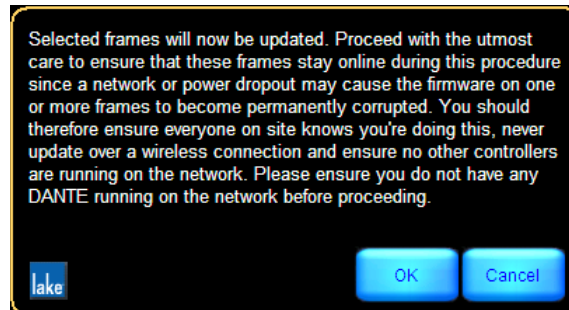 Selected frames will now be updated. Proceed with the utmost
care to ensure that these frames stay online during this procedure
since a network or power dropout may cause the firmware on one
or more frames to become permanently corrupted. You should
therefore ensure everyone on site knows you're doing this, never
update over a wireless connection and ensure no other controllers
are running on the network. Please ensure you do not have any
DANTE running on the network before proceeding.
lake
OK
Cancel